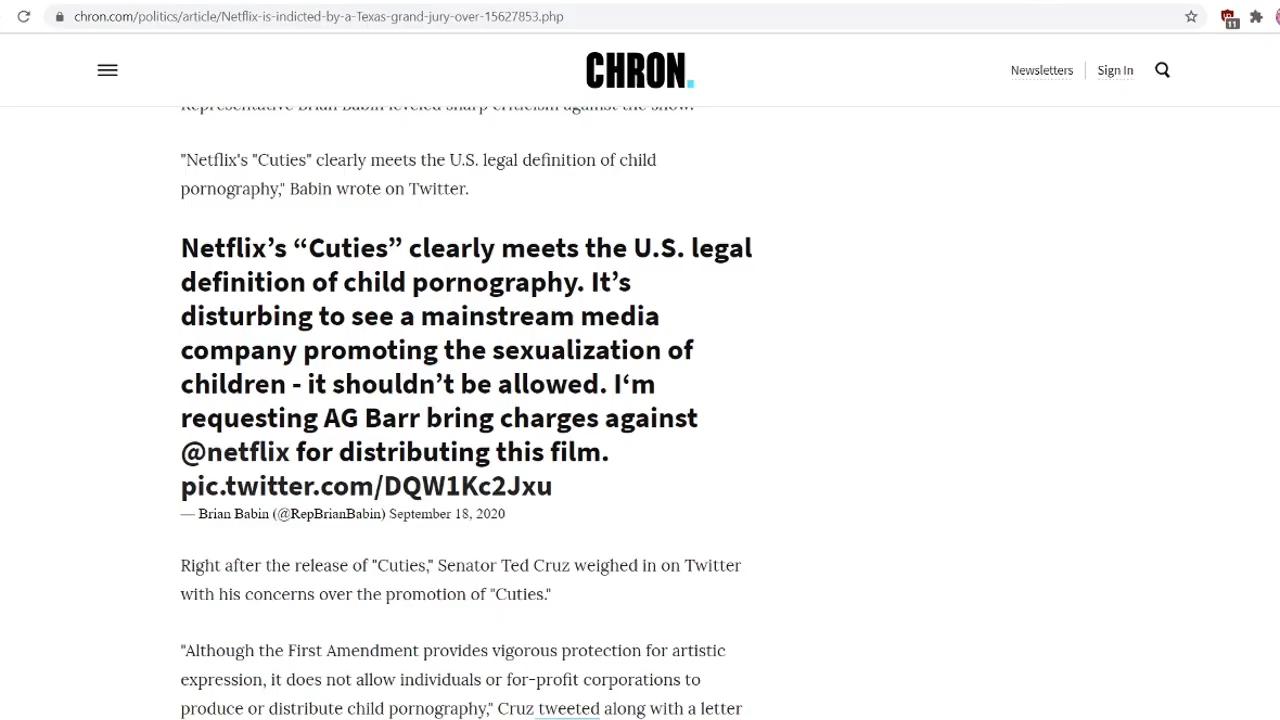 chron.com/politics/article/Netflix-is-indicted-by-a-Texas-grand-jury-over-15627853.php
11
CHRON.
Newsletters
Sign In
Representative Brian Babin leveled sharp criticism against the show.
"Netflix's "Cuties" clearly meets the U.S. legal definition of child
pornography," Babin wrote on Twitter.
Netflix’s “Cuties” clearly meets the U.S. legal
definition of child pornography. It’s
disturbing to see a mainstream media
company promoting the sexualization of
children - it shouldn’t be allowed. I‘m
requesting AG Barr bring charges against
@netflix for distributing this film.
pic.twitter.com/DQW1Kc2Jxu
— Brian Babin (@RepBrianBabin) September 18, 2020
Right after the release of "Cuties," Senator Ted Cruz weighed in on Twitter
with his concerns over the promotion of "Cuties."
"Although the First Amendment provides vigorous protection for artistic
expression, it does not allow individuals or for-profit corporations to
produce or distribute child pornography," Cruz tweeted along with a letter